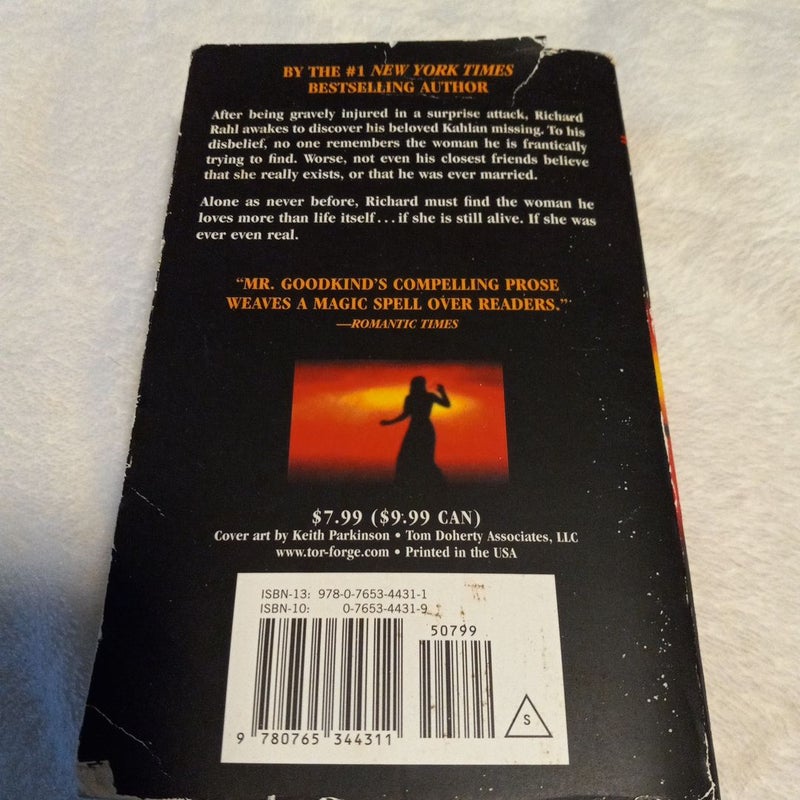 BY THE #1 NEW YORK TIMES
BESTSELLING AUTHOR
After being gravely injured in a surprise attack, Richard
Rahl awakes to discover his beloved Kahlan missing. To his
disbelief, no one remembers the woman he is frantically
trying to find. Worse, not even his closest friends believe
that she really exists, or that he was ever married.
Alone as never before, Richard must find the woman he
loves more than life itself...if she is still alive. If she was
ever even real.
“MR. GOODKIND’S COMPELLING PROSE
WEAVES A MAGIC SPELL OVER READERS.”
—ROMANTIC TIMES
$7.99 ($9.99 CAN)
Cover art by Keith Parkinson • Tom Doherty Associates, LLC
www.tor-forge.com • Printed in the USA
ISBN-13: 978-0-7653-4431-1
ISBN-10: 0-7653-4431-9
50799
S
9 780765 344311